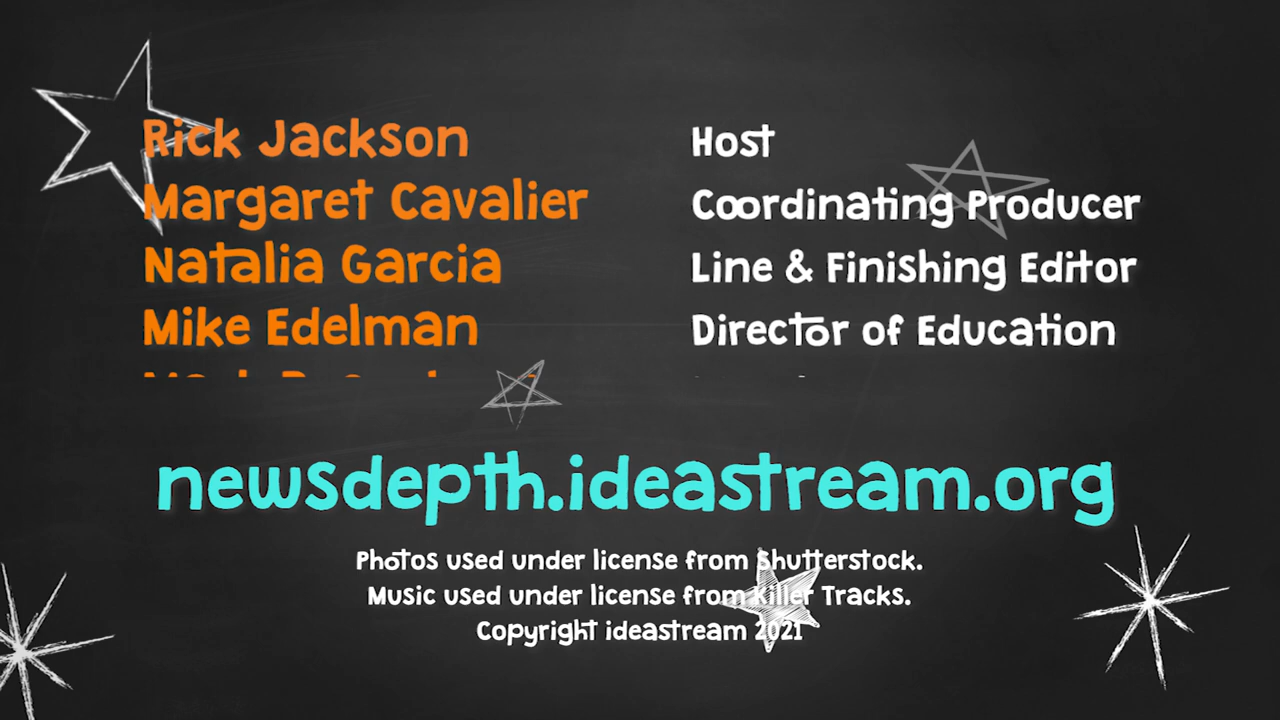 Rick Jackson Host
Margaret Cavalier Coordinating Producer
Natalia Garcia Line & Finishing Editor
Mike Edelman Director of Education
newsdepth.ideastream.org
Photos used under license from Shutterstock.
Music used under license from Killer Tracks.
Copyright ideastream 2021